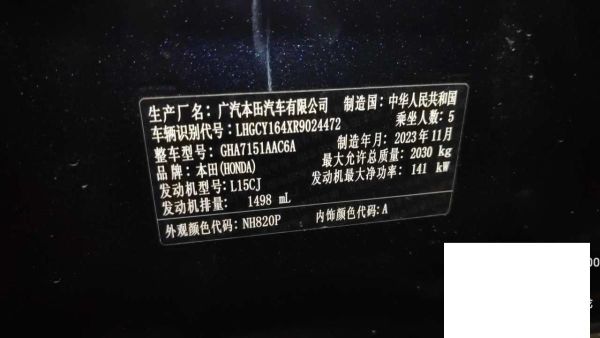 生产厂名：广汽本田汽车有限公司 制造国：中华人民共和国
车辆识别代号：LHGCY164XR9024472 乘坐人数：5
整车型号：GHA7151AAC6A 制造年月：2023年11月
品牌：本田(HONDA) 最大允许总质量：2030 kg
发动机型号：L15CJ 发动机最大净功率：141 kW
发动机排量： 1498 mL
外观颜色代码：NH820P 内饰颜色代码：A
00